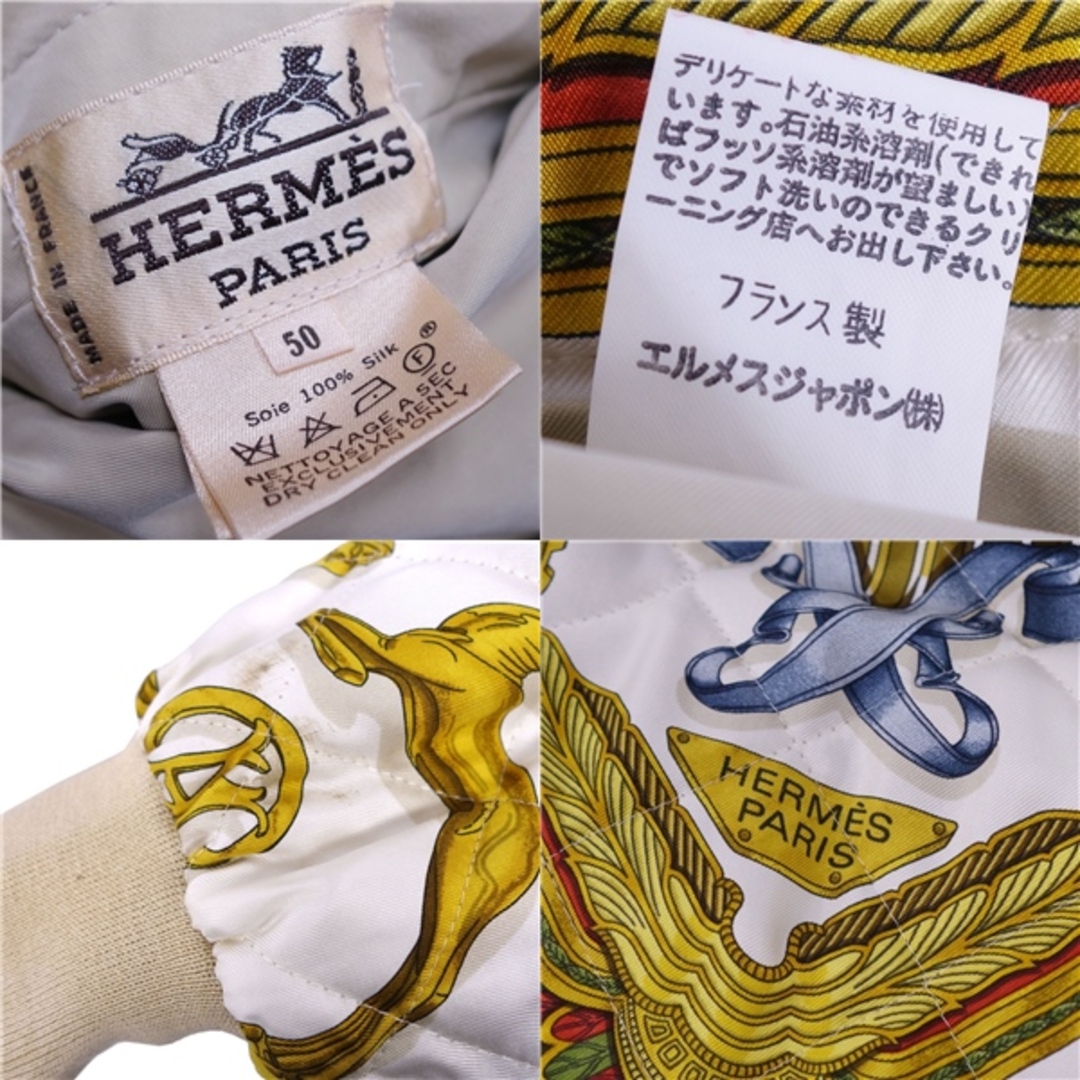 MADE IN FRANCE
HERMÈS
PARIS
50
Soie 100% Silk
F
®
NETTOYAGE A SEC
EXCLUSIVEMENT
DRY CLEAN ONLY
デリケートな素材を使用して
います。石油系溶剤(できれ
ばフッソ系溶剤が望ましい)
でソフト洗いのできるクリ
ーニング店へお出し下さい。
フランス製
エルメスジャポン㈱
HERMÈS
PARIS